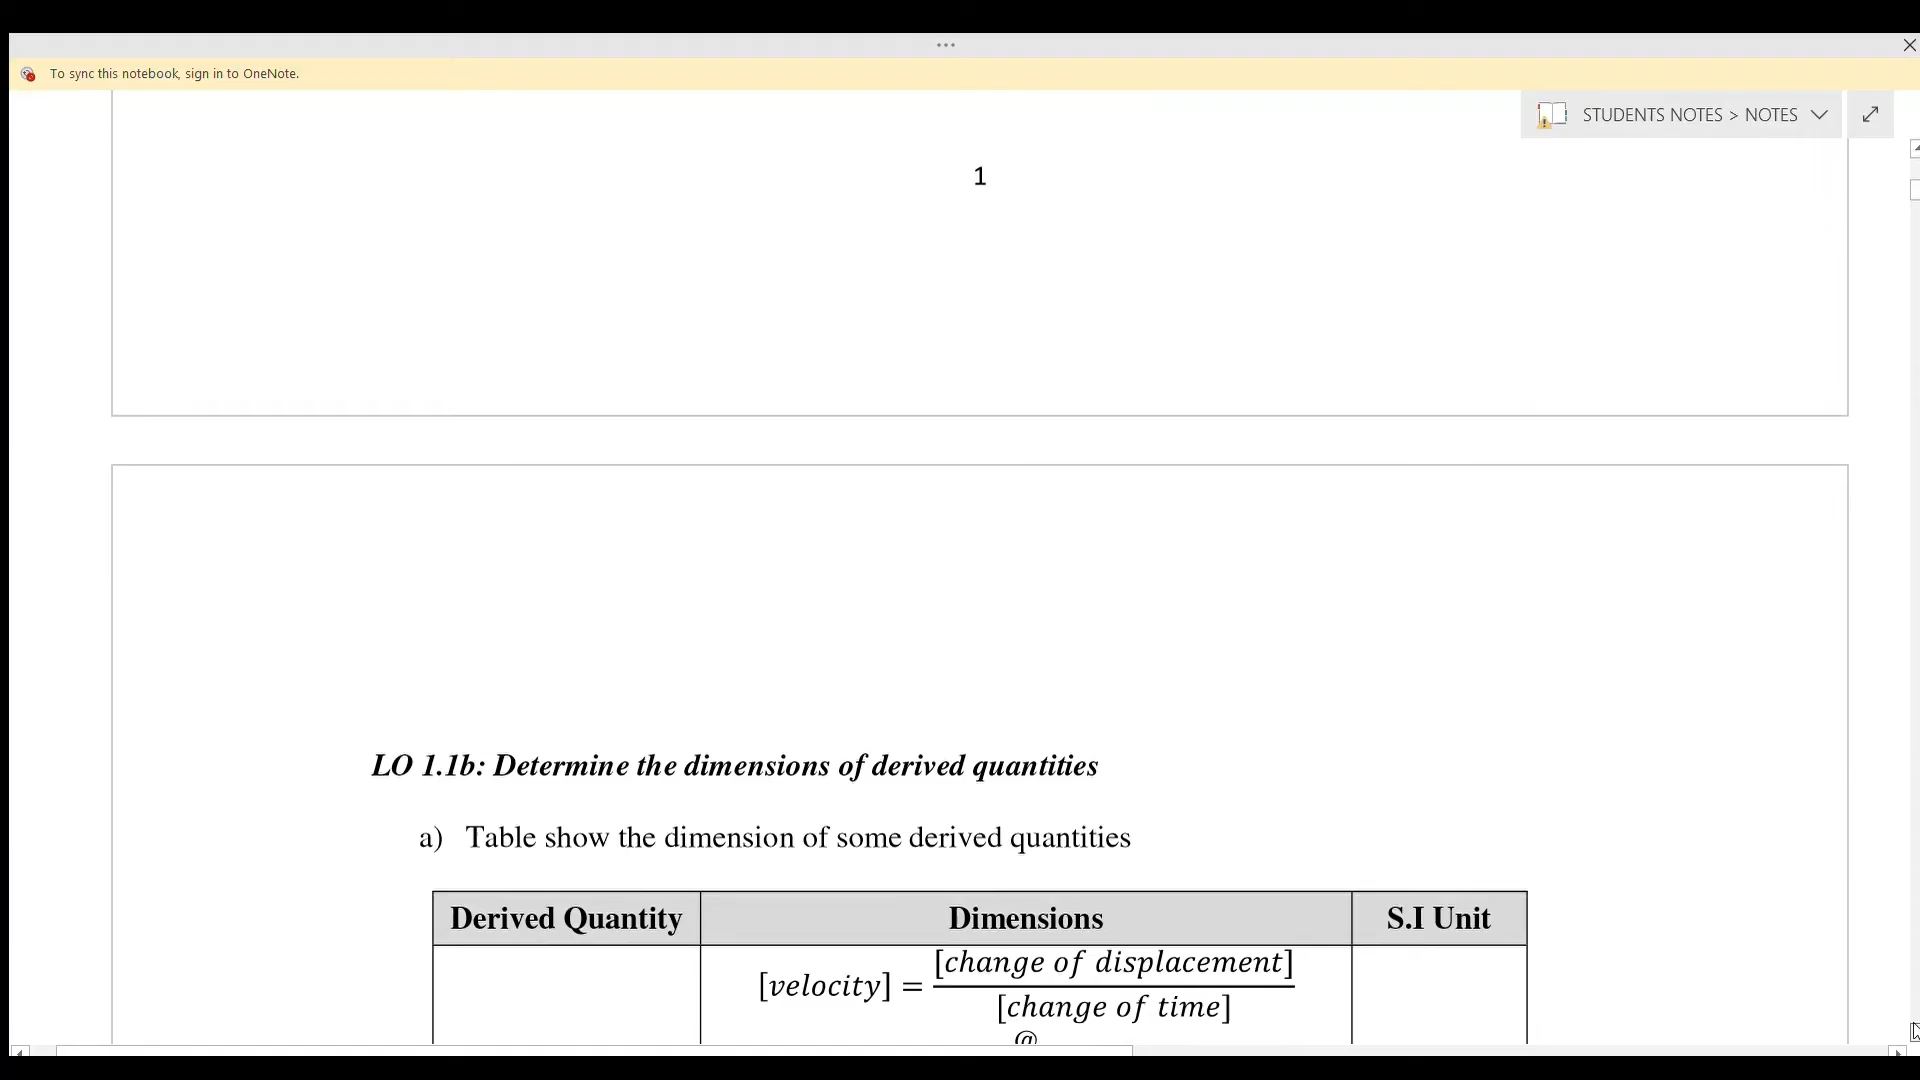 To sync this notebook, sign in to OneNote.
STUDENTS NOTES > NOTES
1
LO 1.1b: Determine the dimensions of derived quantities
a) Table show the dimension of some derived quantities
Derived Quantity Dimensions S.I Unit
[velocity] = [change of displacement] / [change of time]
@